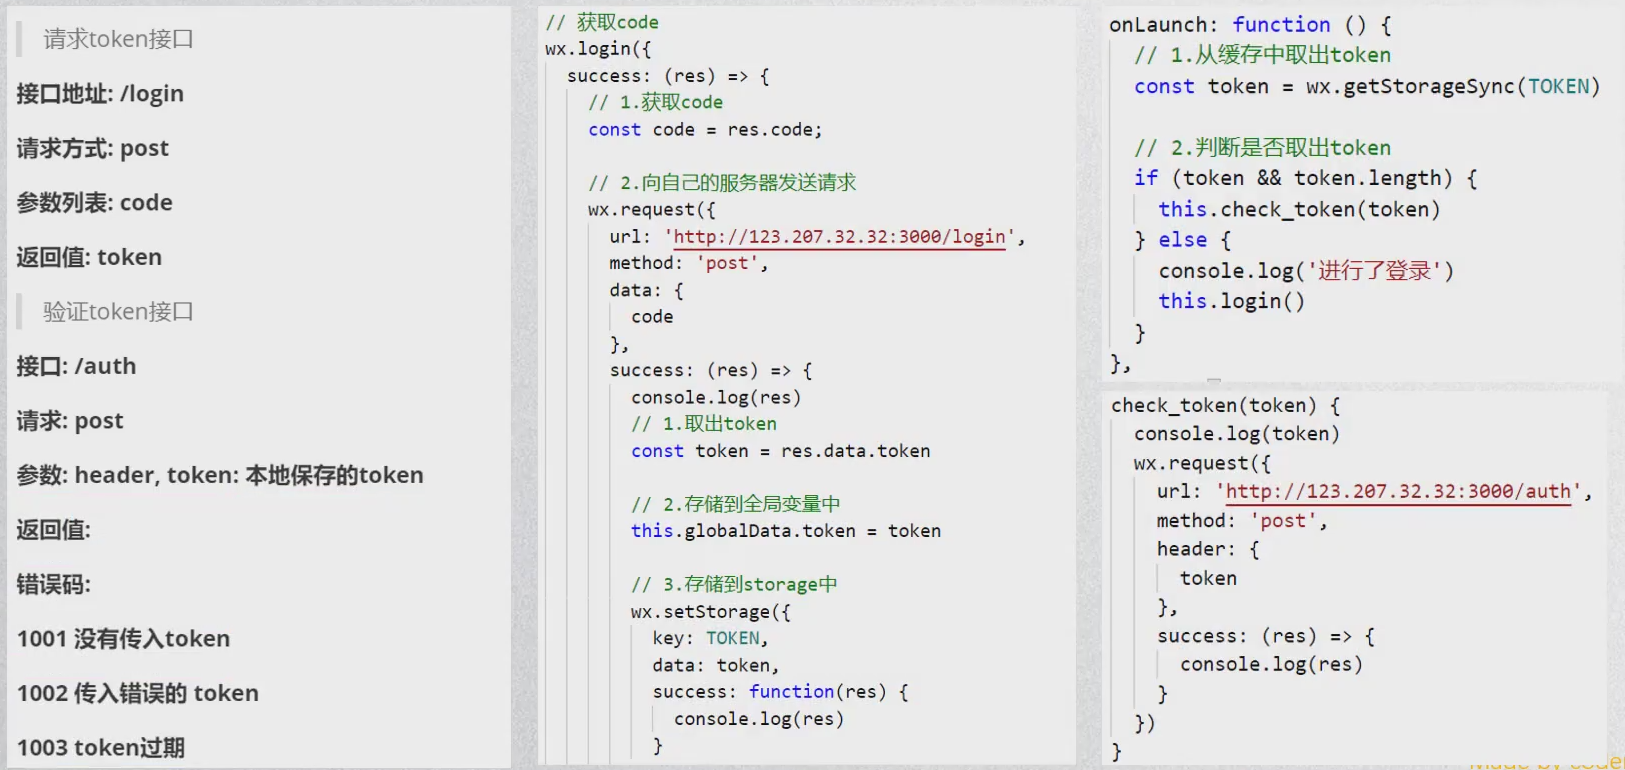 请求token接口
接口地址: /login
请求方式: post
参数列表: code
返回值: token
验证token接口
接口: /auth
请求: post
参数: header, token: 本地保存的token
返回值:
错误码:
1001 没有传入token
1002 传入错误的 token
1003 token过期
// 获取code
wx.login({
success: (res) => {
// 1.获取code
const code = res.code;
// 2.向自己的服务器发送请求
wx.request({
url: 'http://123.207.32.32:3000/login',
method: 'post',
data: {
code
},
success: (res) => {
console.log(res)
// 1.取出token
const token = res.data.token
// 2.存储到全局变量中
this.globalData.token = token
// 3.存储到storage中
wx.setStorage({
key: TOKEN,
data: token,
success: function(res) {
console.log(res)
}
onLaunch: function () {
// 1.从缓存中取出token
const token = wx.getStorageSync(TOKEN)
// 2.判断是否取出token
if (token && token.length) {
this.check_token(token)
} else {
console.log('进行了登录')
this.login()
}
},
check_token(token) {
console.log(token)
wx.request({
url: 'http://123.207.32.32:3000/auth',
method: 'post',
header: {
token
},
success: (res) => {
console.log(res)
}
})
}